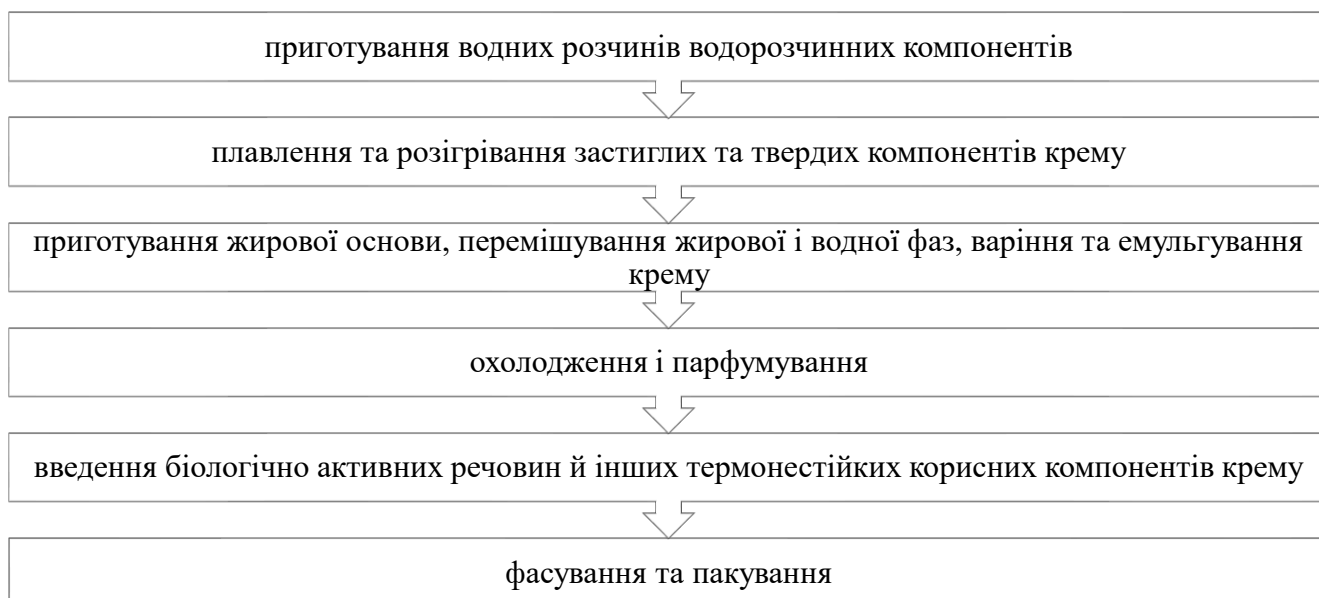 приготування водних розчинів водорозчинних компонентів
плавлення та розігрівання застиглих та твердих компонентів крему
приготування жирової основи, перемішування жирової і водної фаз, варіння та емульгування
крему
охолодження і парфумування
введення біологічно активних речовин й інших термонестійких корисних компонентів крему
фасування та пакування